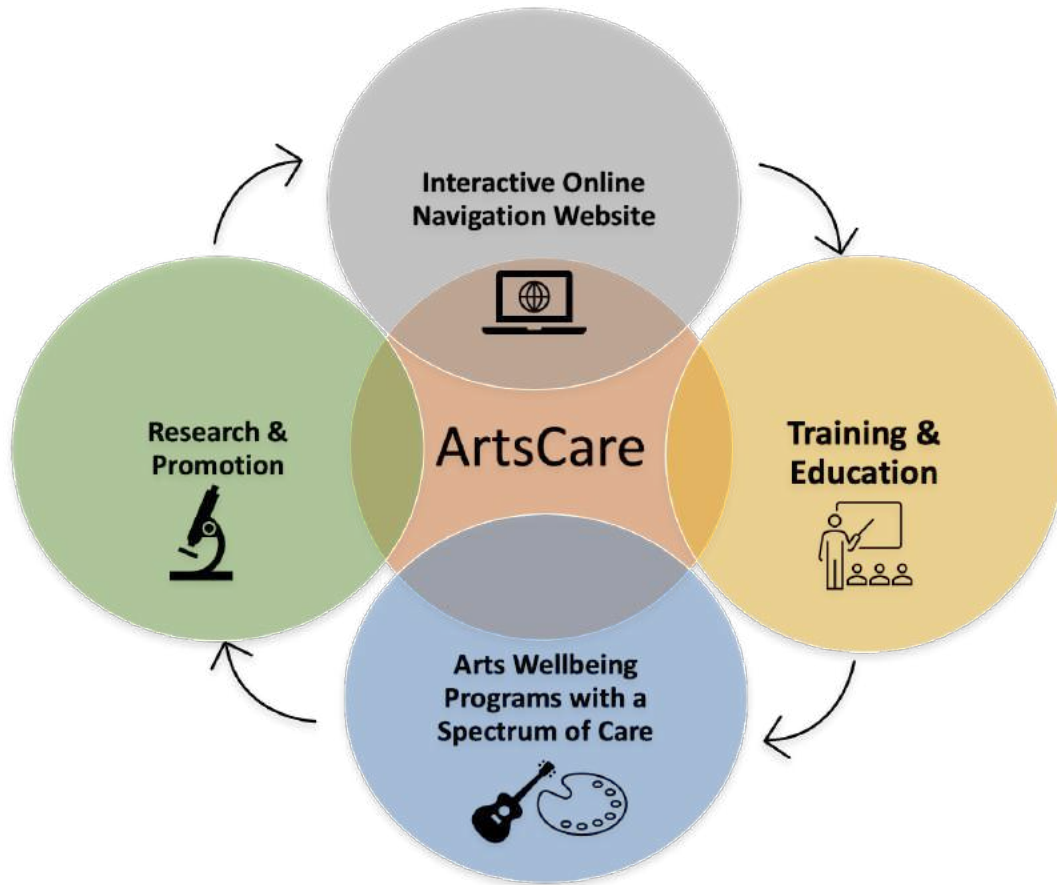 Interactive Online
Navigation Website
Research &
Promotion
ArtsCare
Training &
Education
Arts Wellbeing
Programs with a
Spectrum of Care